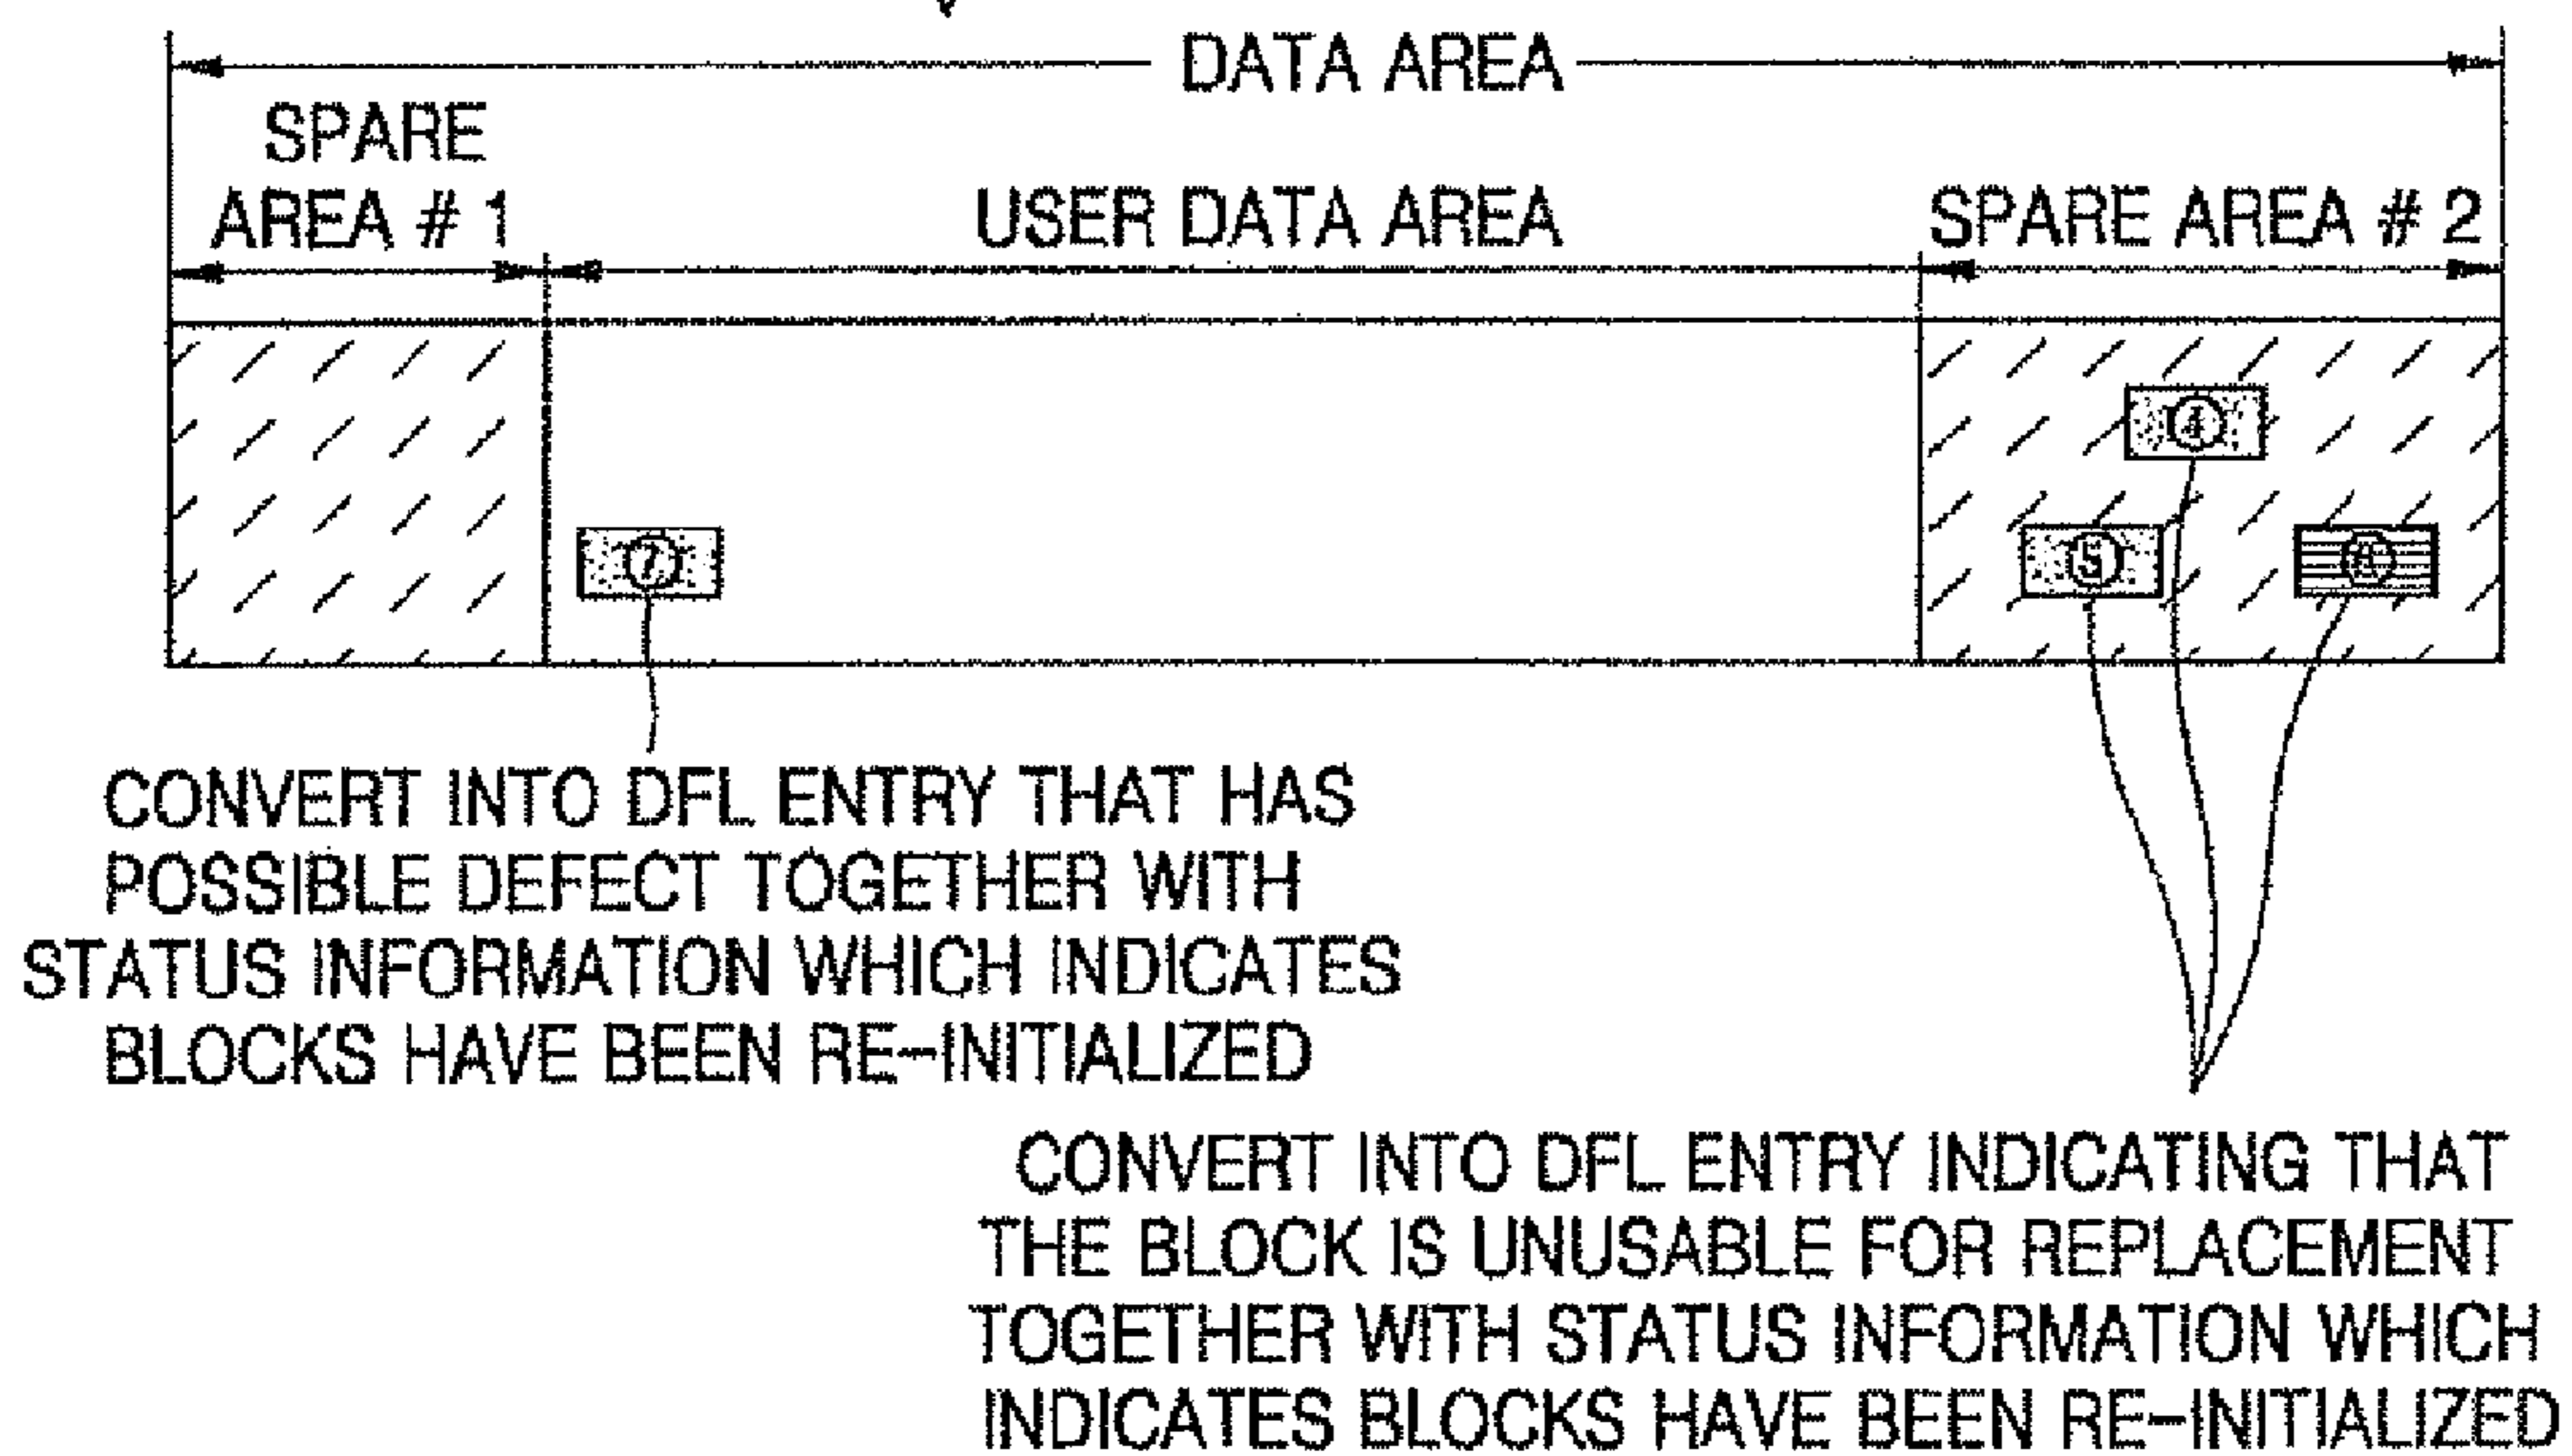 DATA AREA
SPARE
AREA # 1
USER DATA AREA
SPARE AREA # 2
④
⑦
⑤
CONVERT INTO DFL ENTRY THAT HAS
POSSIBLE DEFECT TOGETHER WITH
STATUS INFORMATION WHICH INDICATES
BLOCKS HAVE BEEN RE-INITIALIZED
CONVERT INTO DFL ENTRY INDICATING THAT
THE BLOCK IS UNUSABLE FOR REPLACEMENT
TOGETHER WITH STATUS INFORMATION WHICH
INDICATES BLOCKS HAVE BEEN RE-INITIALIZED